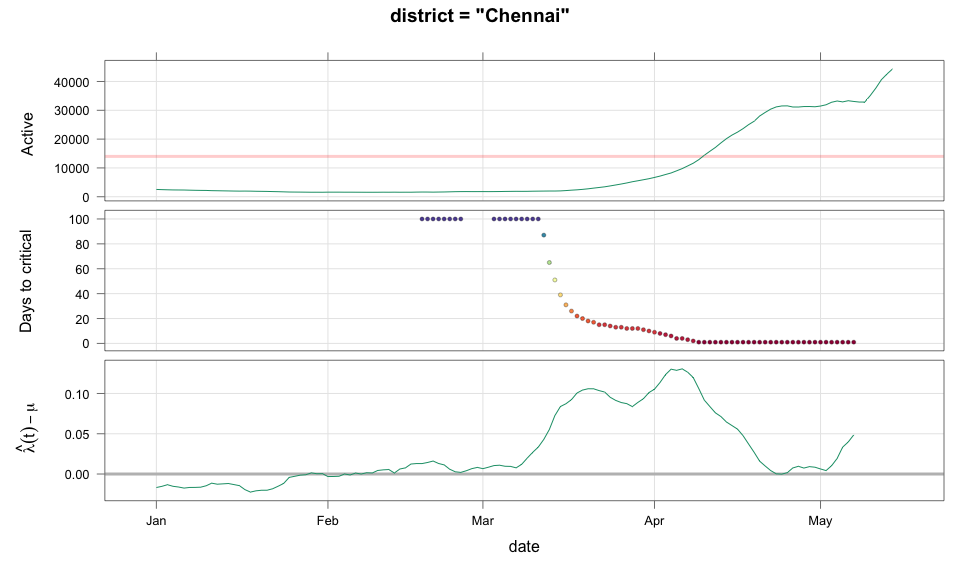 district = "Chennai"
Active
40000
30000
20000
10000
0
Days to critical
100
80
60
40
20
0
λ̂(t) − μ
0.10
0.05
0.00
Jan Feb Mar Apr May
date